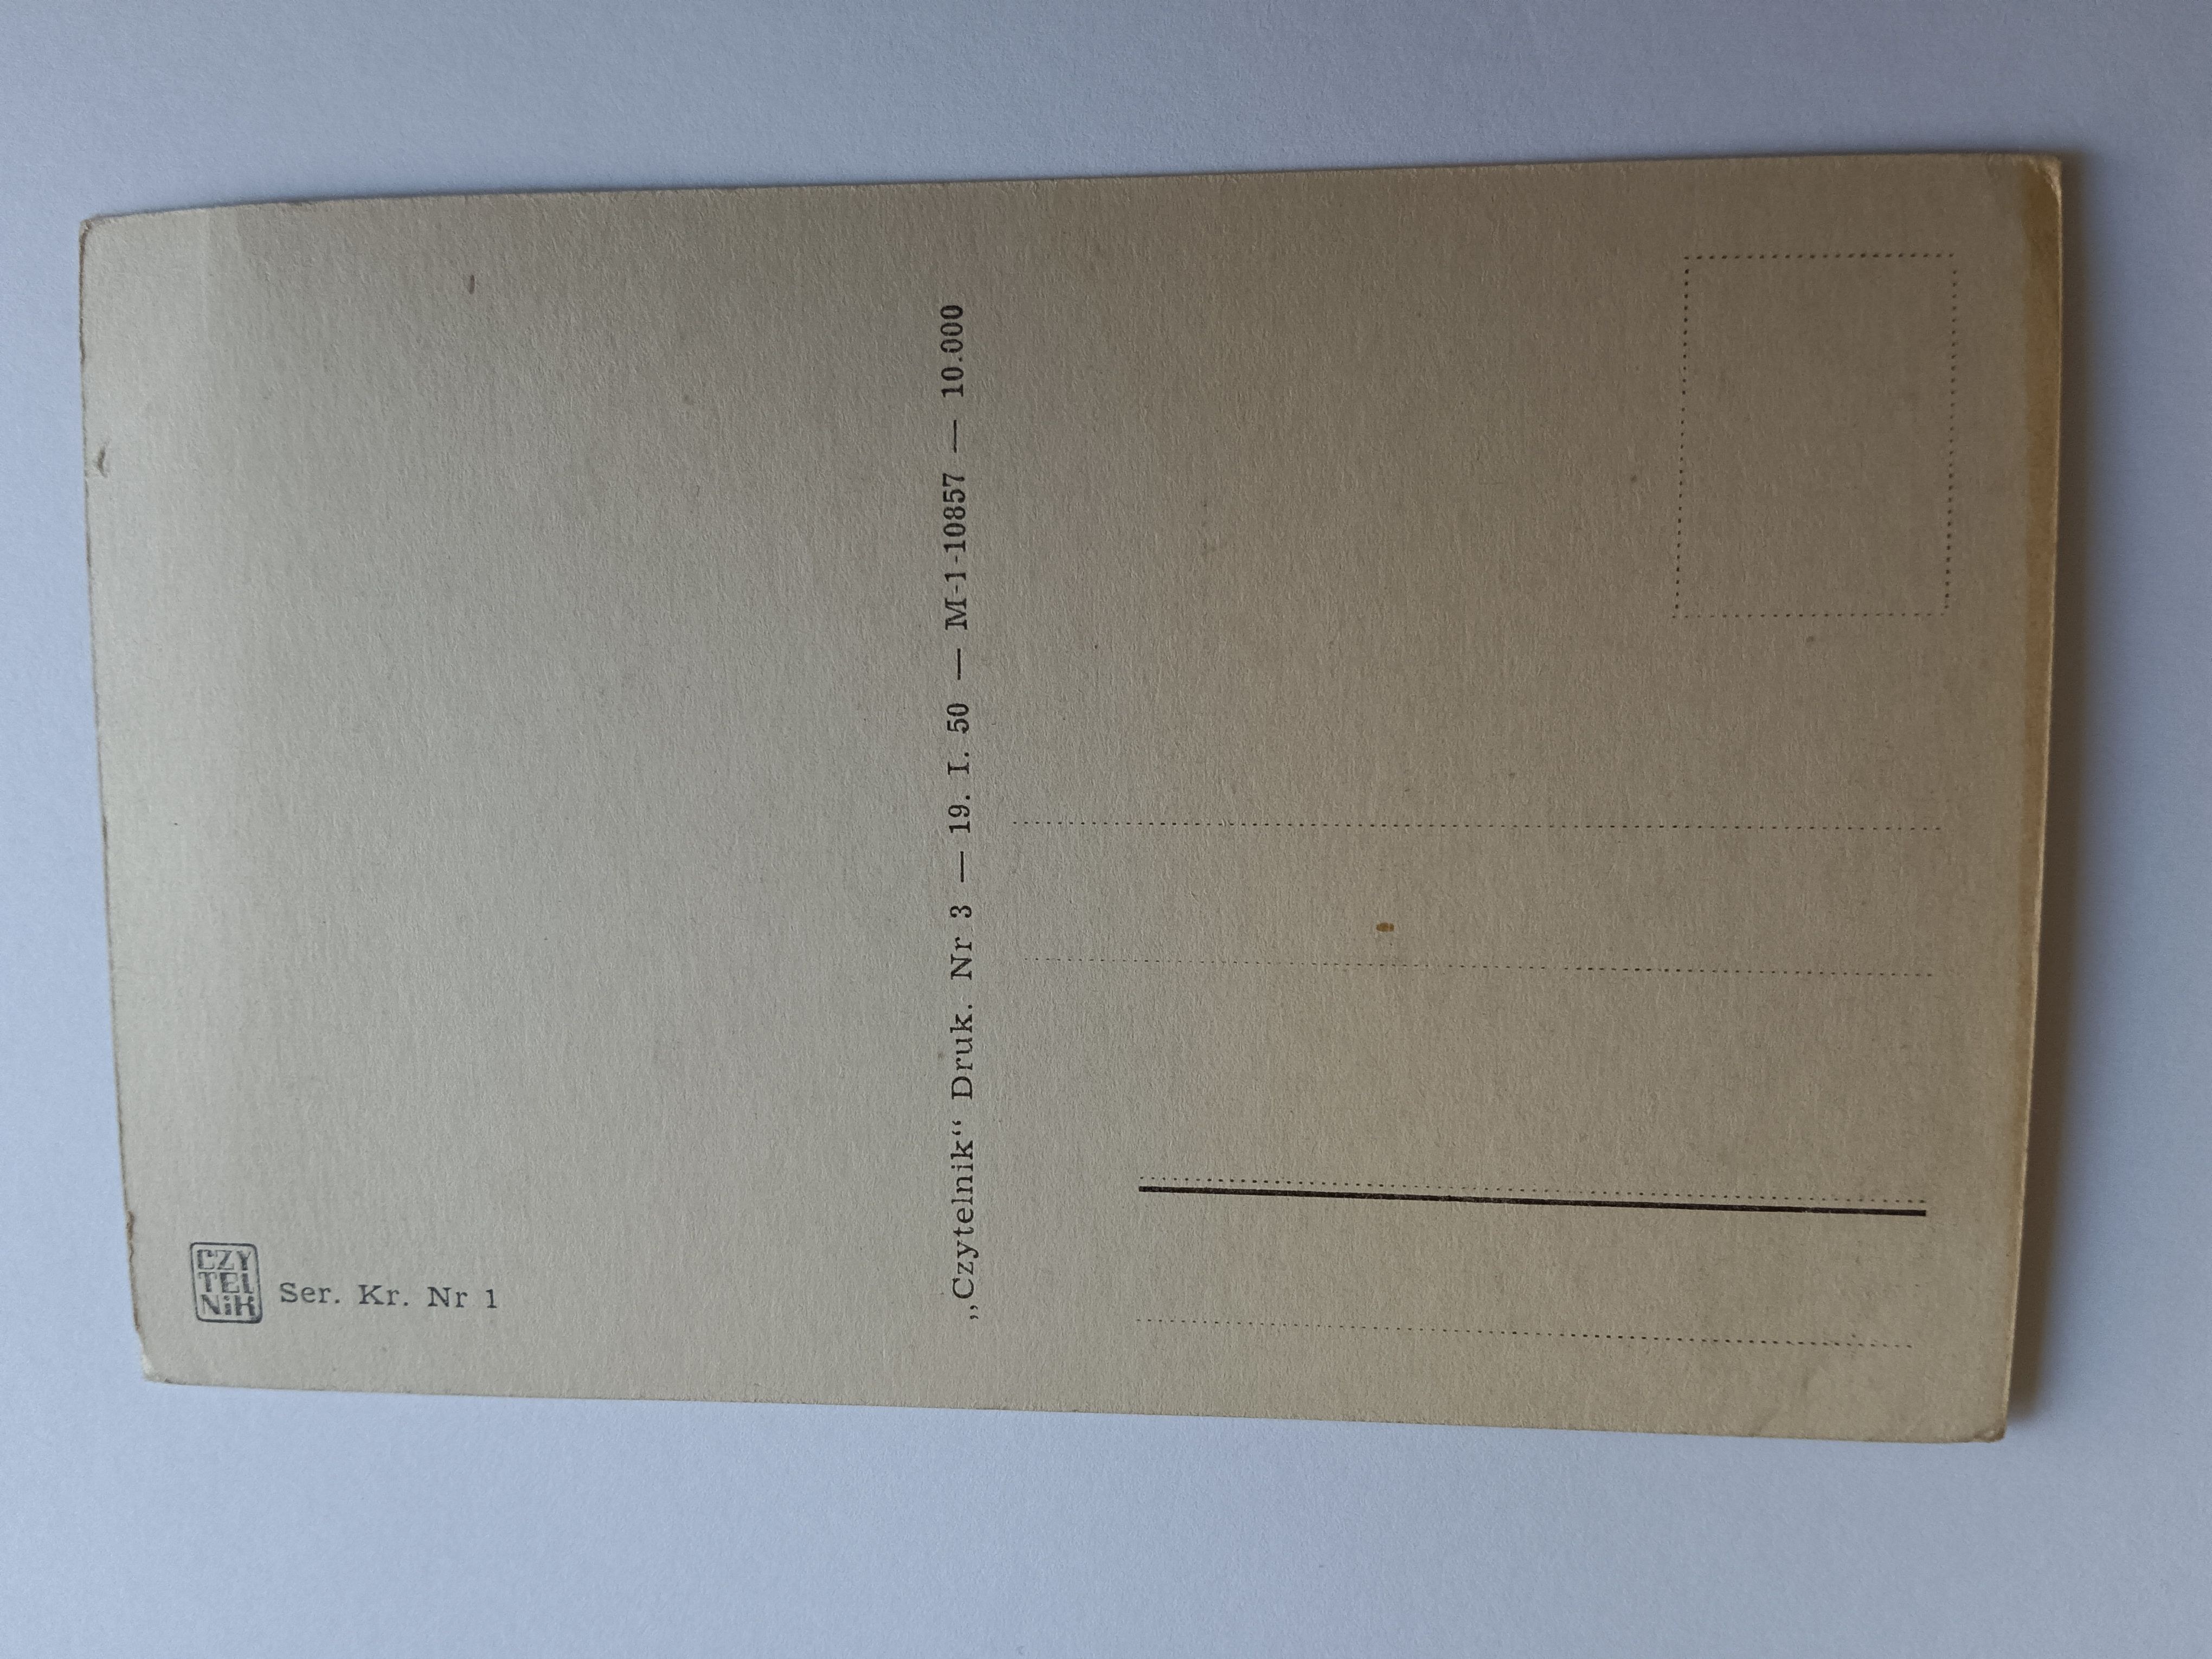 CZY
TEL
NiK
Ser. Kr. Nr 1
„Czytelnik“ Druk. Nr 3 — 19. I. 50 — M-1-10857 — 10.000